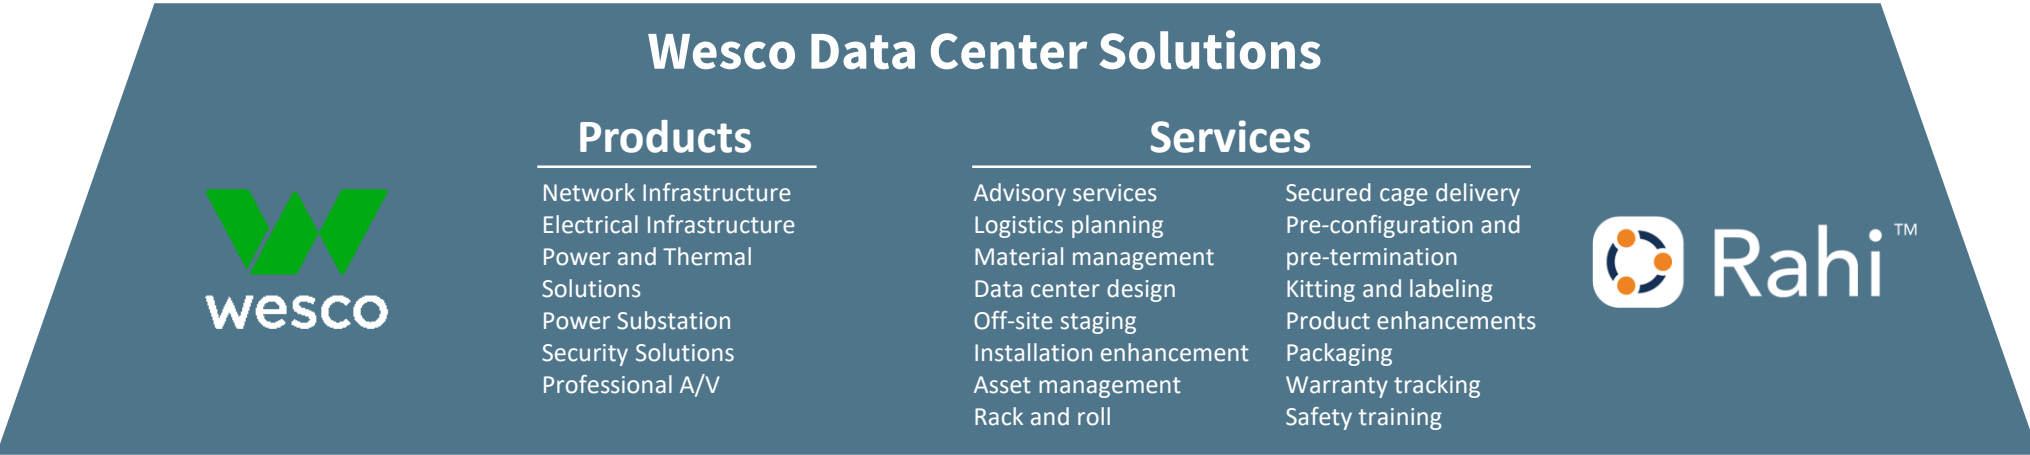 Wesco Data Center Solutions
Products
Network Infrastructure
Electrical Infrastructure
Power and Thermal
Solutions
Power Substation
Security Solutions
Professional A/V
Services
Advisory services
Logistics planning
Material management
Data center design
Off-site staging
Installation enhancement
Asset management
Rack and roll
Secured cage delivery
Pre-configuration and
pre-termination
Kitting and labeling
Product enhancements
Packaging
Warranty tracking
Safety training
wesco
Rahi™